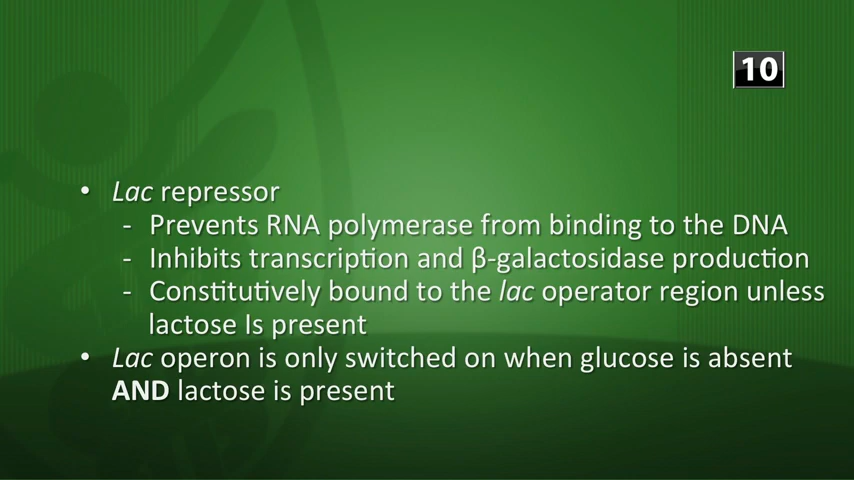 10
• Lac repressor
- Prevents RNA polymerase from binding to the DNA
- Inhibits transcription and β-galactosidase production
- Constitutively bound to the lac operator region unless
lactose Is present
• Lac operon is only switched on when glucose is absent
AND lactose is present